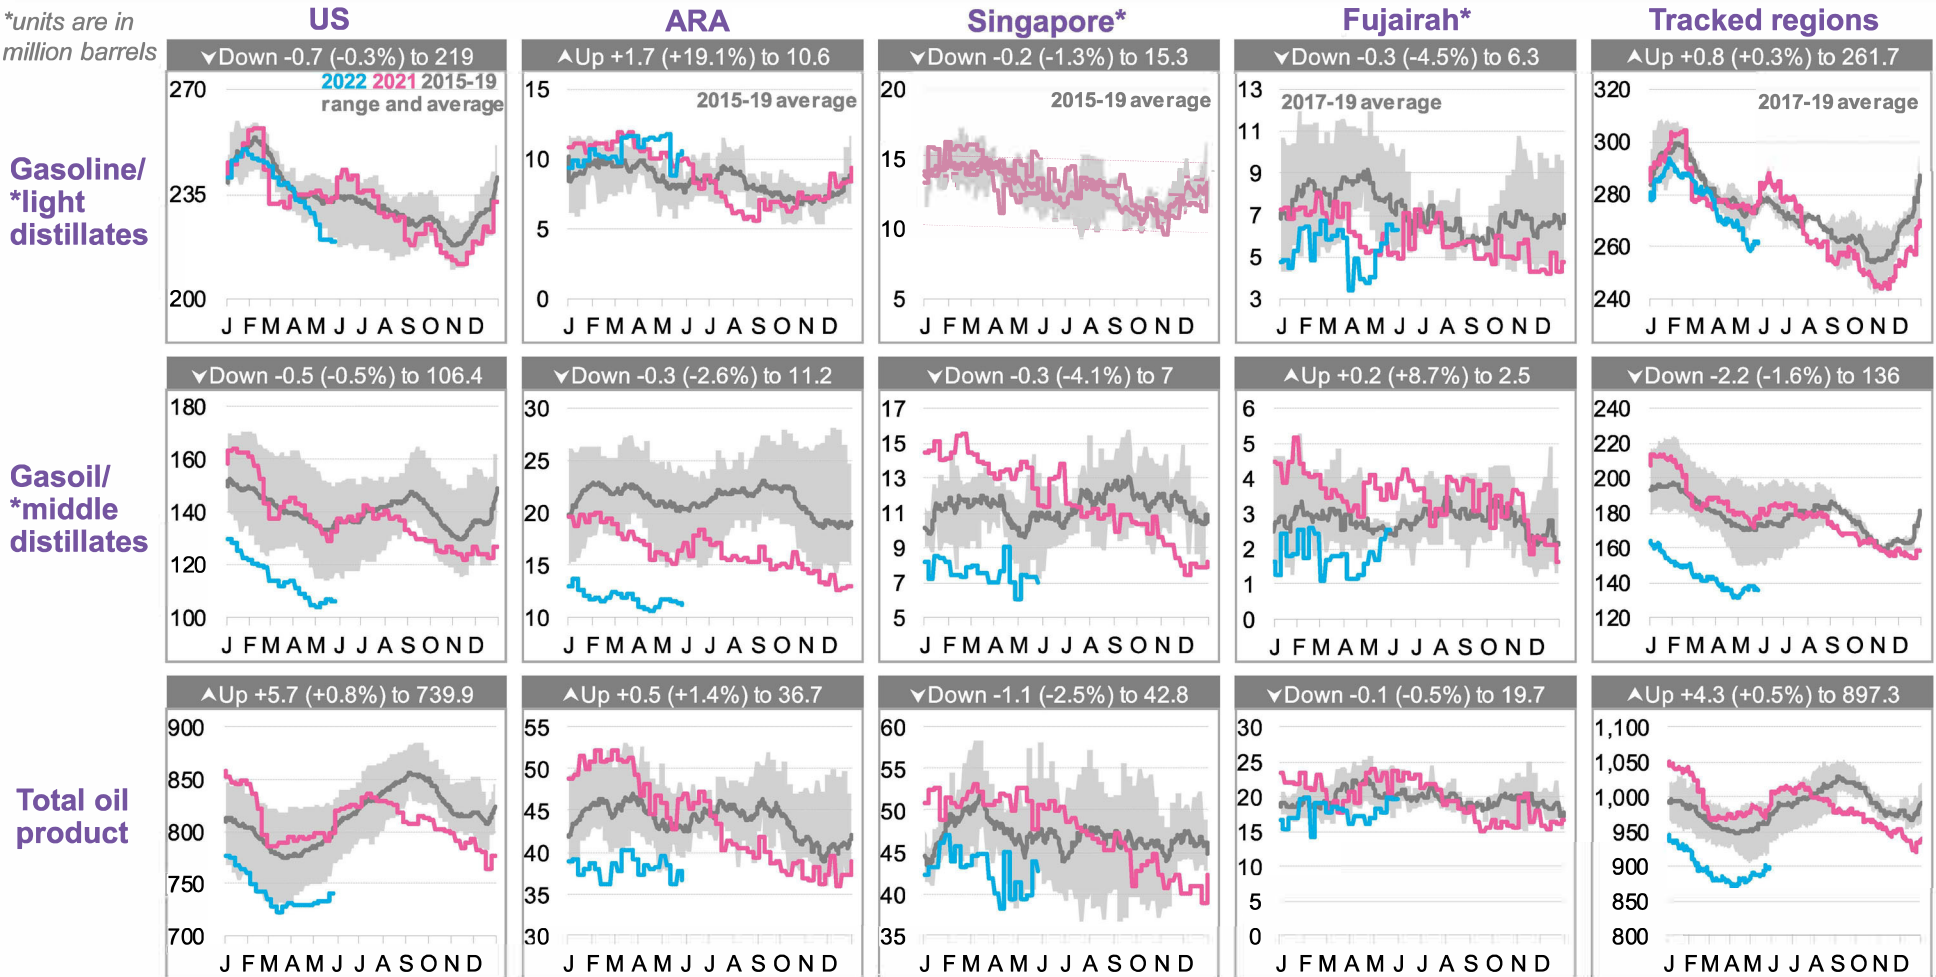 *units are in
million barrels
US
ARA
Singapore*
Fujairah*
Tracked regions
Gasoline/
*light
distillates
Down -0.7 (-0.3%) to 219
2022 2021 2015-19
range and average
270
235
200
J F M A M J J A S O N D
Up +1.7 (+19.1%) to 10.6
2015-19 average
15
10
5
0
J F M A M J J A S O N D
Down -0.2 (-1.3%) to 15.3
2015-19 average
20
15
10
5
J F M A M J J A S O N D
Down -0.3 (-4.5%) to 6.3
2017-19 average
13
11
9
7
5
3
J F M A M J J A S O N D
Up +0.8 (+0.3%) to 261.7
2017-19 average
320
300
280
260
240
J F M A M J J A S O N D
Gasoil/
*middle
distillates
Down -0.5 (-0.5%) to 106.4
180
160
140
120
100
J F M A M J J A S O N D
Down -0.3 (-2.6%) to 11.2
30
25
20
15
10
J F M A M J J A S O N D
Down -0.3 (-4.1%) to 7
17
15
13
11
9
7
5
J F M A M J J A S O N D
Up +0.2 (+8.7%) to 2.5
6
5
4
3
2
1
0
J F M A M J J A S O N D
Down -2.2 (-1.6%) to 136
240
220
200
180
160
140
120
J F M A M J J A S O N D
Total oil
product
Up +5.7 (+0.8%) to 739.9
900
850
800
750
700
J F M A M J J A S O N D
Up +0.5 (+1.4%) to 36.7
55
50
45
40
35
30
J F M A M J J A S O N D
Down -1.1 (-2.5%) to 42.8
60
55
50
45
40
35
J F M A M J J A S O N D
Down -0.1 (-0.5%) to 19.7
30
25
20
15
10
5
0
J F M A M J J A S O N D
Up +4.3 (+0.5%) to 897.3
1,100
1,050
1,000
950
900
850
800
J F M A M J J A S O N D